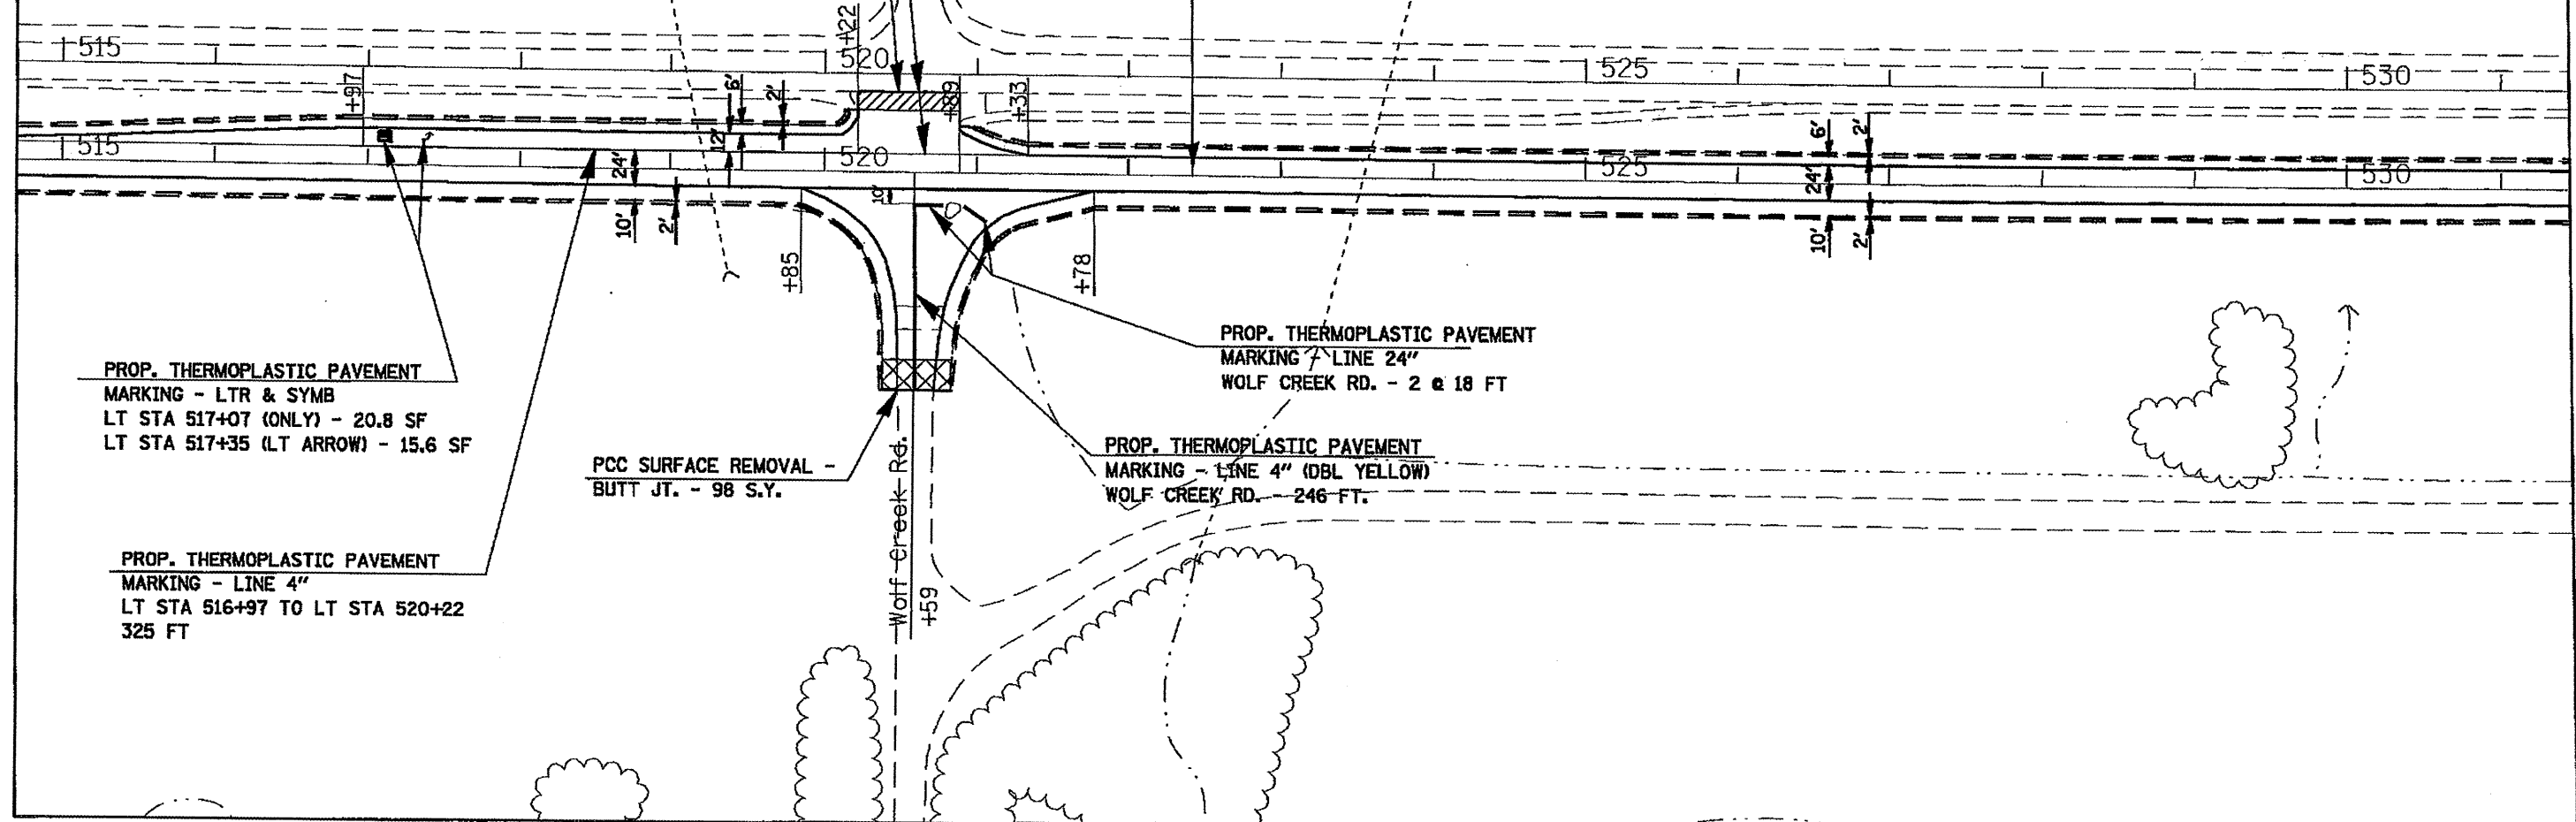 +22
515
520
525
530
+97
6'
2'
+89
+33
12'
515
24'
520
6'
2'
525
24'
530
10'
10'
2'
+85
+78
10'
2'
PROP. THERMOPLASTIC PAVEMENT
MARKING - LINE 24"
WOLF CREEK RD. - 2 @ 18 FT
PROP. THERMOPLASTIC PAVEMENT
MARKING - LTR & SYMB
LT STA 517+07 (ONLY) - 20.8 SF
LT STA 517+35 (LT ARROW) - 15.6 SF
PCC SURFACE REMOVAL -
BUTT JT. - 98 S.Y.
PROP. THERMOPLASTIC PAVEMENT
MARKING - LINE 4" (DBL YELLOW)
WOLF CREEK RD. - 246 FT.
Wolf Creek Rd.
+59
PROP. THERMOPLASTIC PAVEMENT
MARKING - LINE 4"
LT STA 516+97 TO LT STA 520+22
325 FT